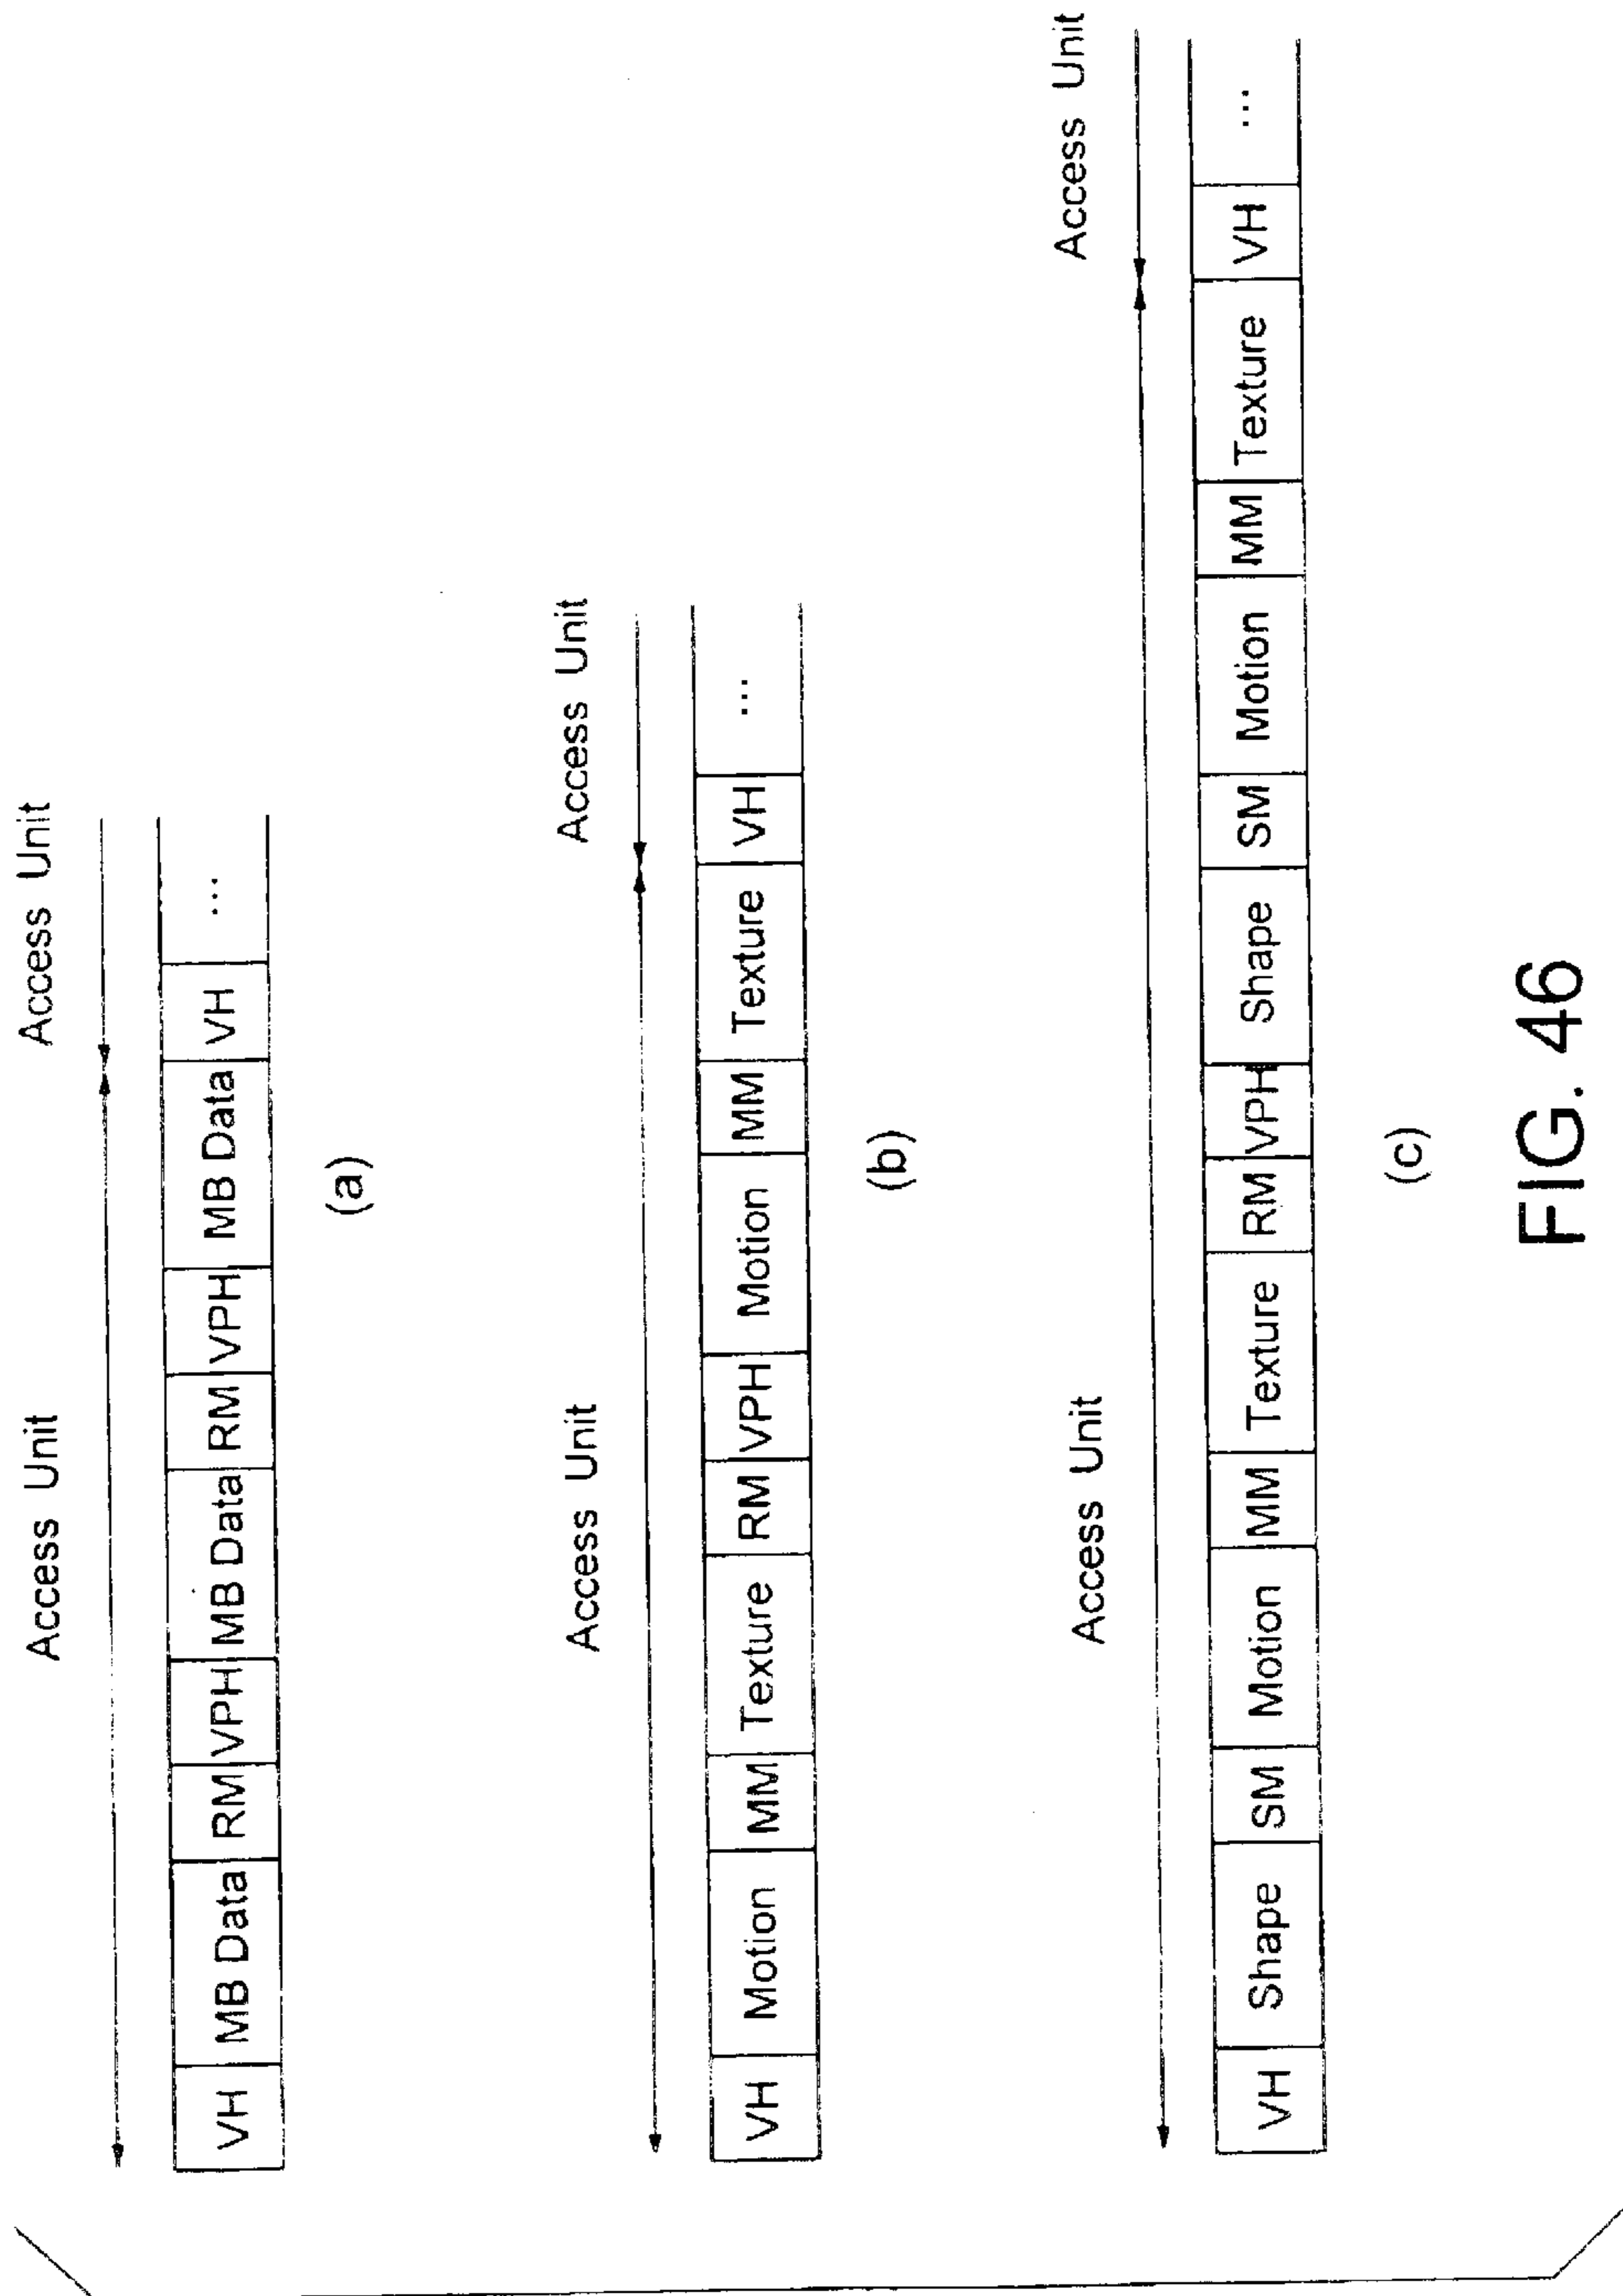 Access Unit Access Unit
VH MB Data RM VPH MB Data RM VPH MB Data VH ...
(a)
Access Unit Access Unit
VH Motion MM Texture RM VPH Motion MM Texture VH ...
(b)
Access Unit Access Unit
VH Shape SM Motion MM Texture RM VPH Shape SM Motion MM Texture VH ...
(c)
FIG. 46